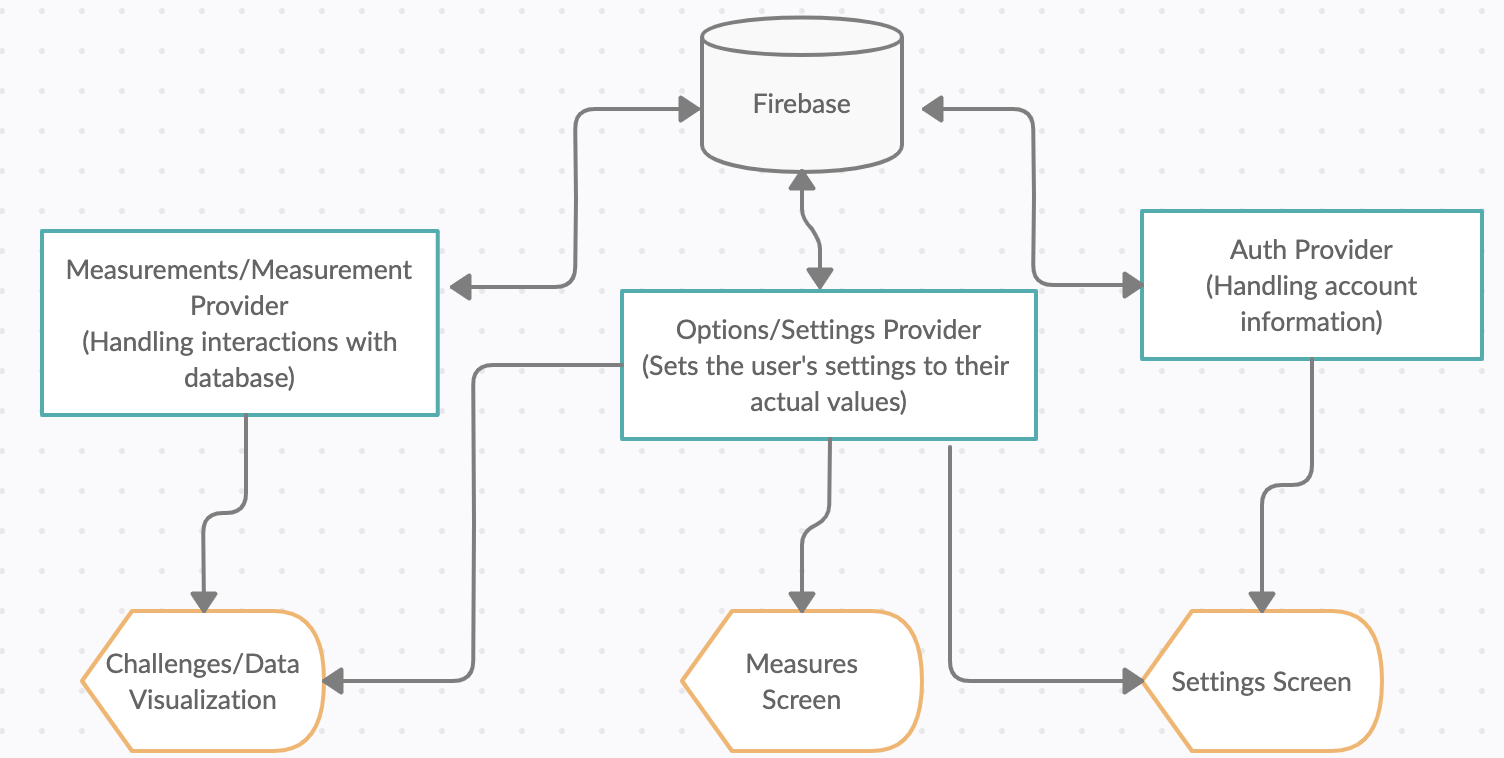 Firebase
Measurements/Measurement
Provider
(Handling interactions with
database)
Options/Settings Provider
(Sets the user's settings to their
actual values)
Auth Provider
(Handling account
information)
Challenges/Data
Visualization
Measures
Screen
Settings Screen